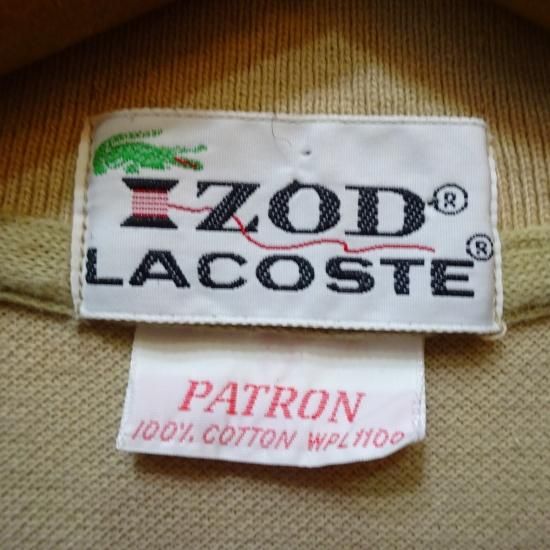 IZOD®
LACOSTE®
PATRON
100% COTTON WPL1100